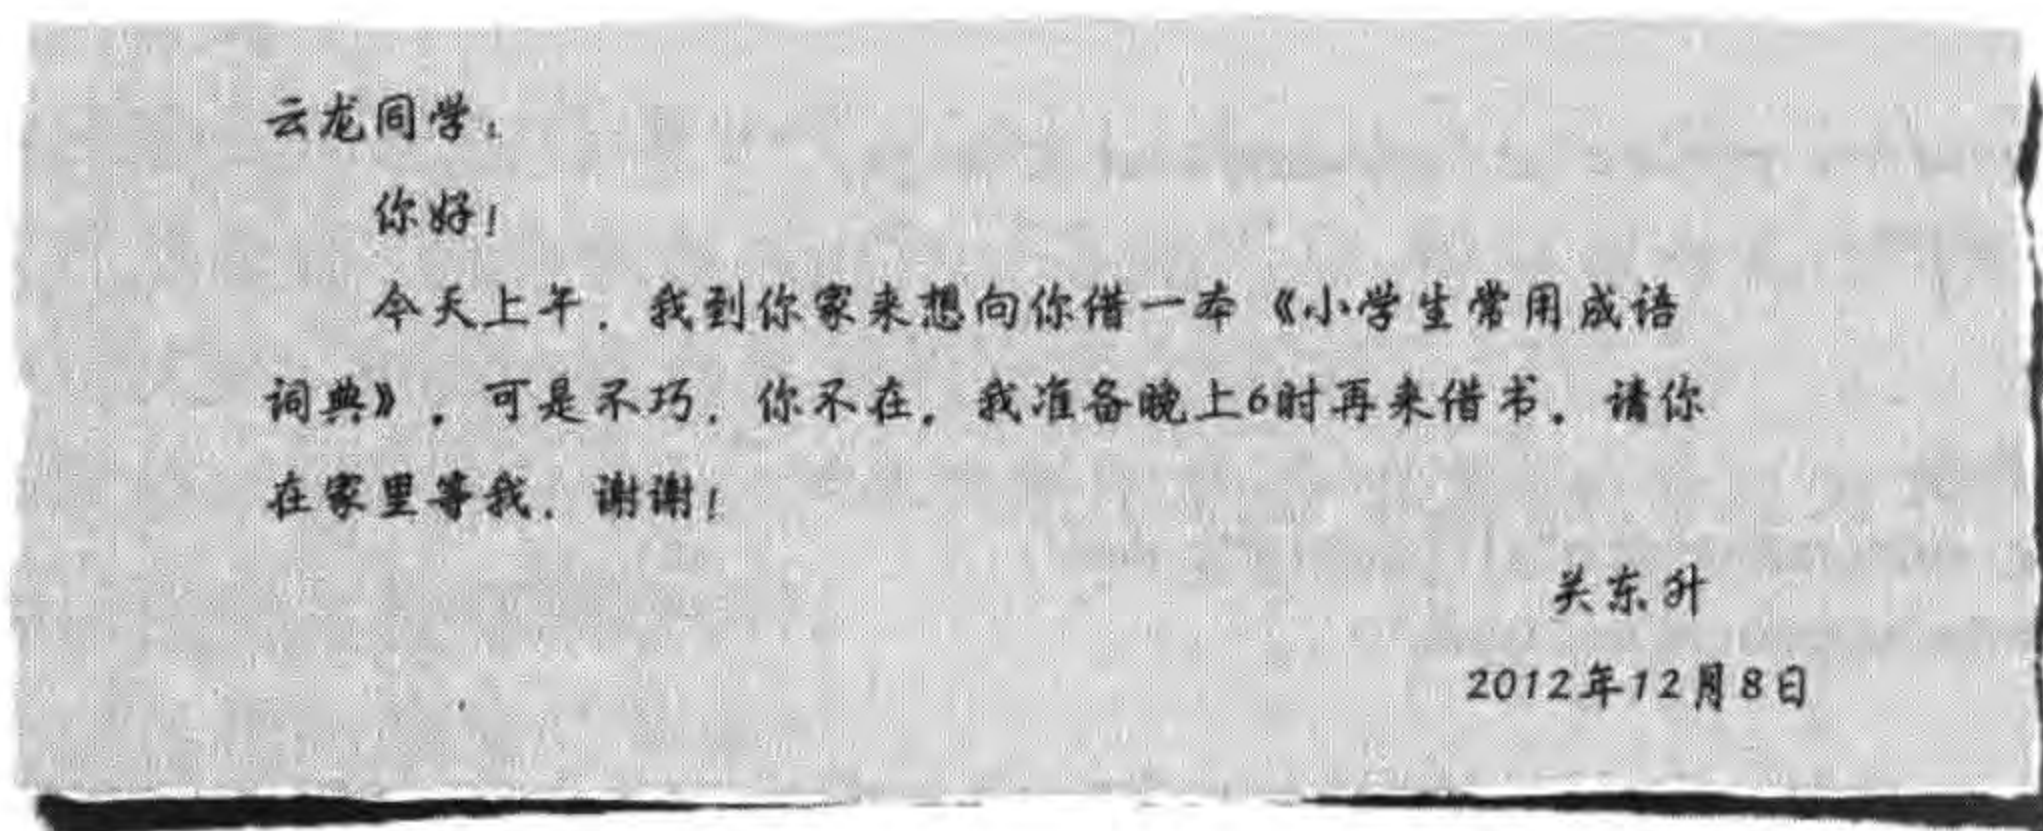 云龙同学：
你好！
今天上午，我到你家来想向你借一本《小学生常用成语
词典》，可是不巧，你不在。我准备晚上6时再来借书。请你
在家里等我。谢谢！
关东升
2012年12月8日